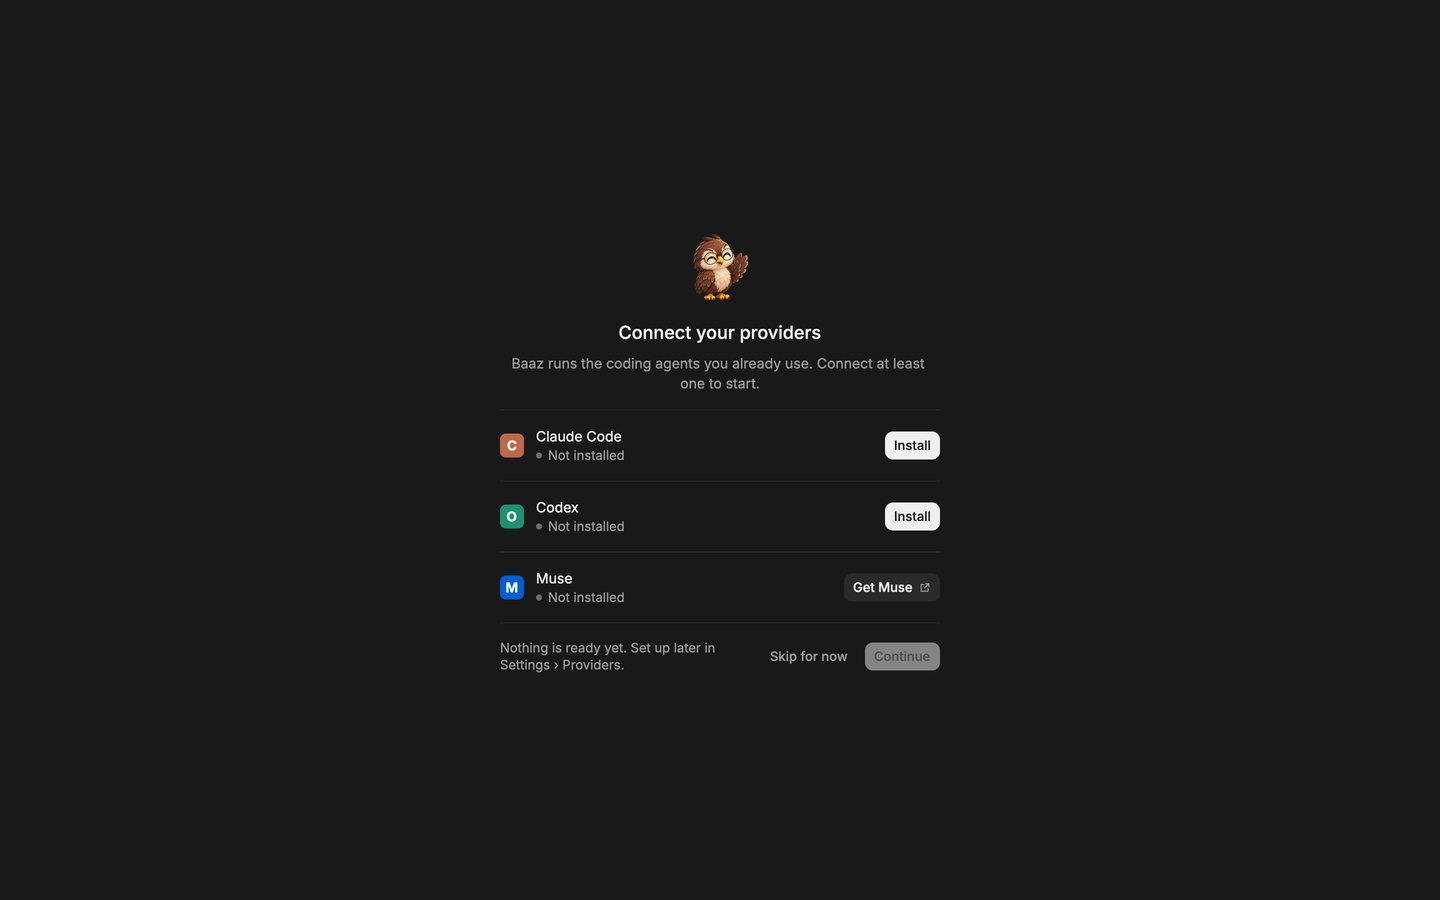 Connect your providers
Baaz runs the coding agents you already use. Connect at least
one to start.
C
Claude Code
Not installed
Install
O
Codex
Not installed
Install
M
Muse
Not installed
Get Muse
Nothing is ready yet. Set up later in
Settings › Providers.
Skip for now
Continue